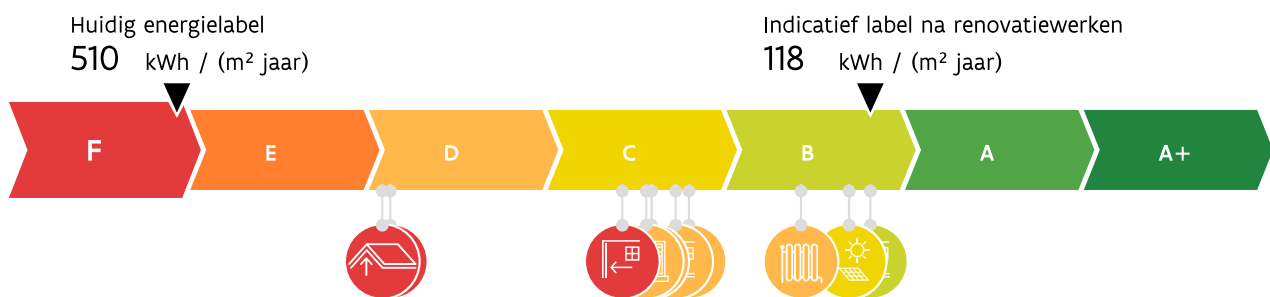 Huidig energielabel
510 kWh / (m² jaar)
Indicatief label na renovatiewerken
118 kWh / (m² jaar)
F E D C B A A+